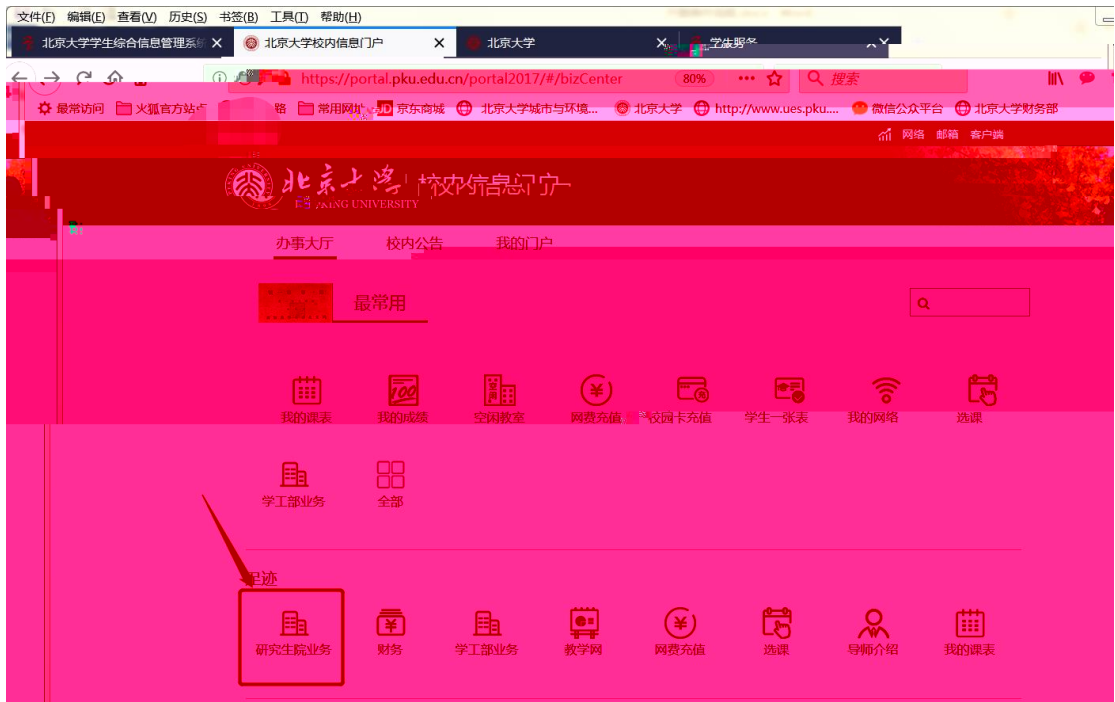 文件(F) 编辑(E) 查看(V) 历史(S) 书签(B) 工具(T) 帮助(H)
北京大学学生综合信息管理系统 北京大学校内信息门户 北京大学
https://portal.pku.edu.cn/portal2017/#/bizCenter 80% 搜索
最常访问 火狐官方站点 常用网址 JD 京东商城 北京大学城市与环境... 北京大学 http://www.ues.pku.... 微信公众平台 北京大学财务部
网络 邮箱 客户端
北京大学 校内信息门户
PEKING UNIVERSITY
办事大厅 校内公告 我的门户
最常用
我的课表 我的成绩 空闲教室 网费充值 校园卡充值 学生一张表 我的网络 选课
学工部业务 全部
足迹
研究生院业务 财务 学工部业务 教学网 网费充值 选课 导师介绍 我的课表